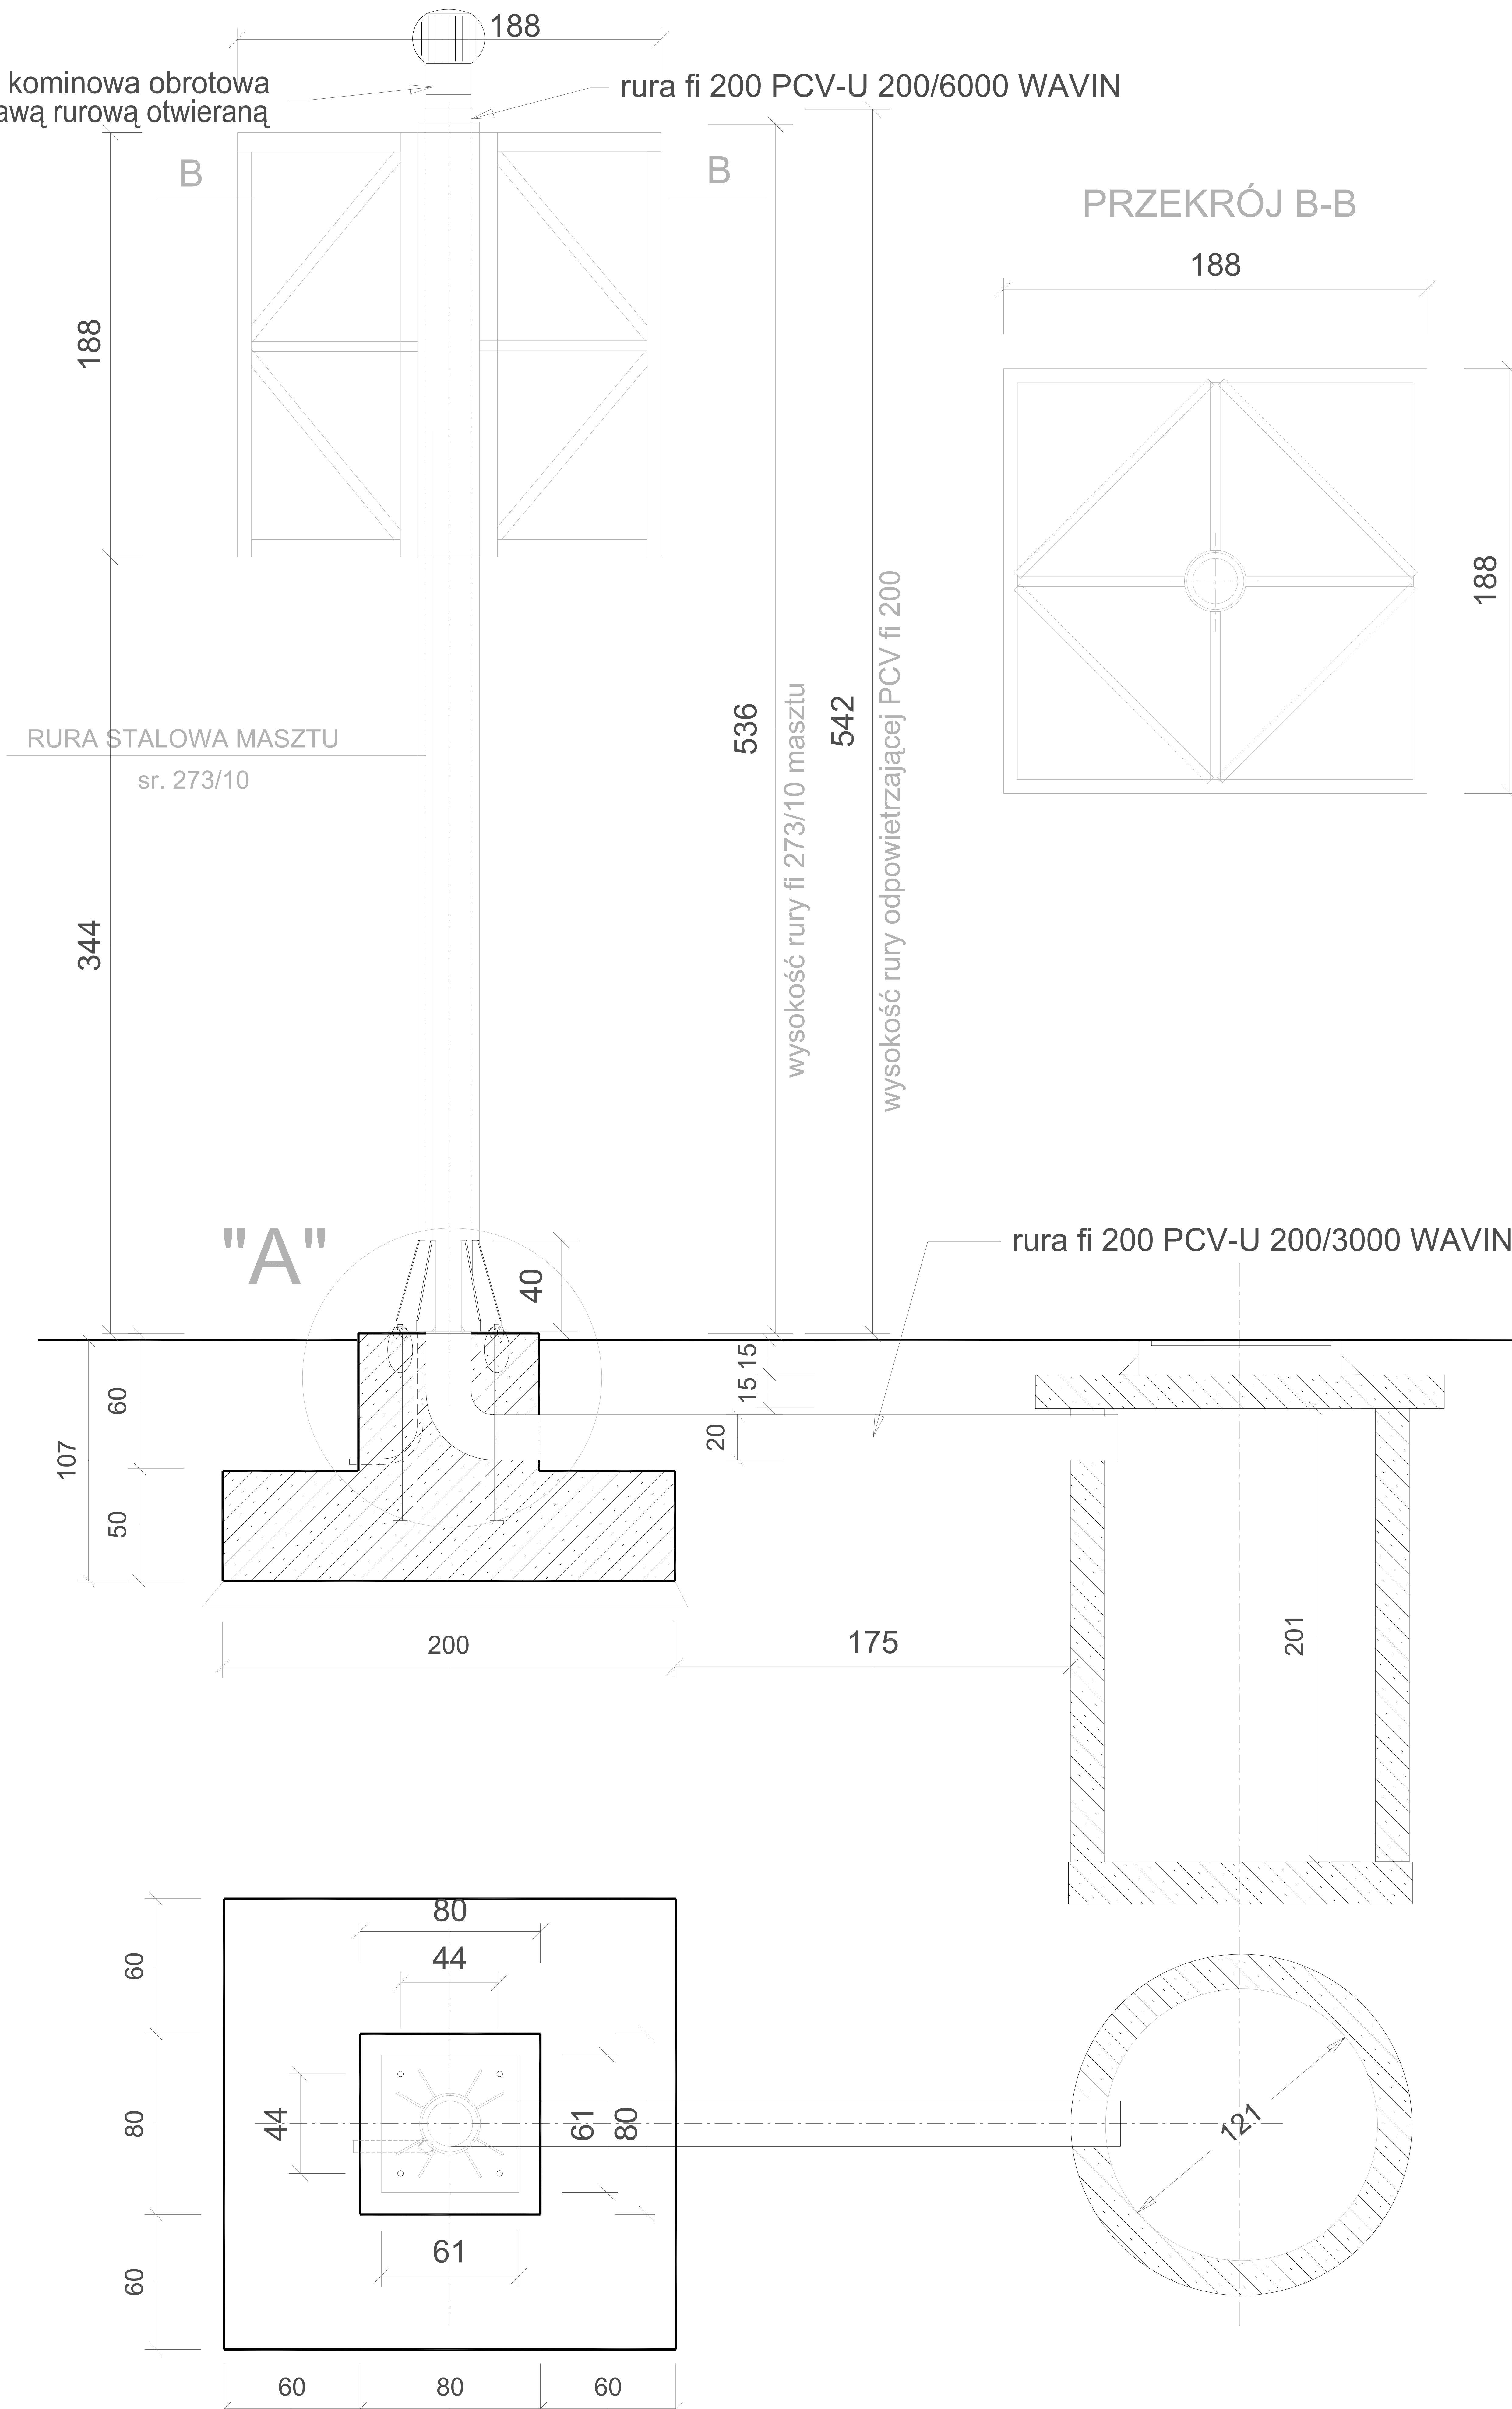 188
kominowa obrotowa
awą rurową otwieraną
rura fi 200 PCV-U 200/6000 WAVIN
B
B
PRZEKRÓJ B-B
188
188
188
536
wysokość rury fi 273/10 masztu
542
wysokość rury odpowietrzającej PCV fi 200
RURA STALOWA MASZTU
sr. 273/10
344
"A"
40
rura fi 200 PCV-U 200/3000 WAVIN
15
15
20
60
107
50
200
175
201
80
44
60
44
61
80
80
121
61
60
60
80
60